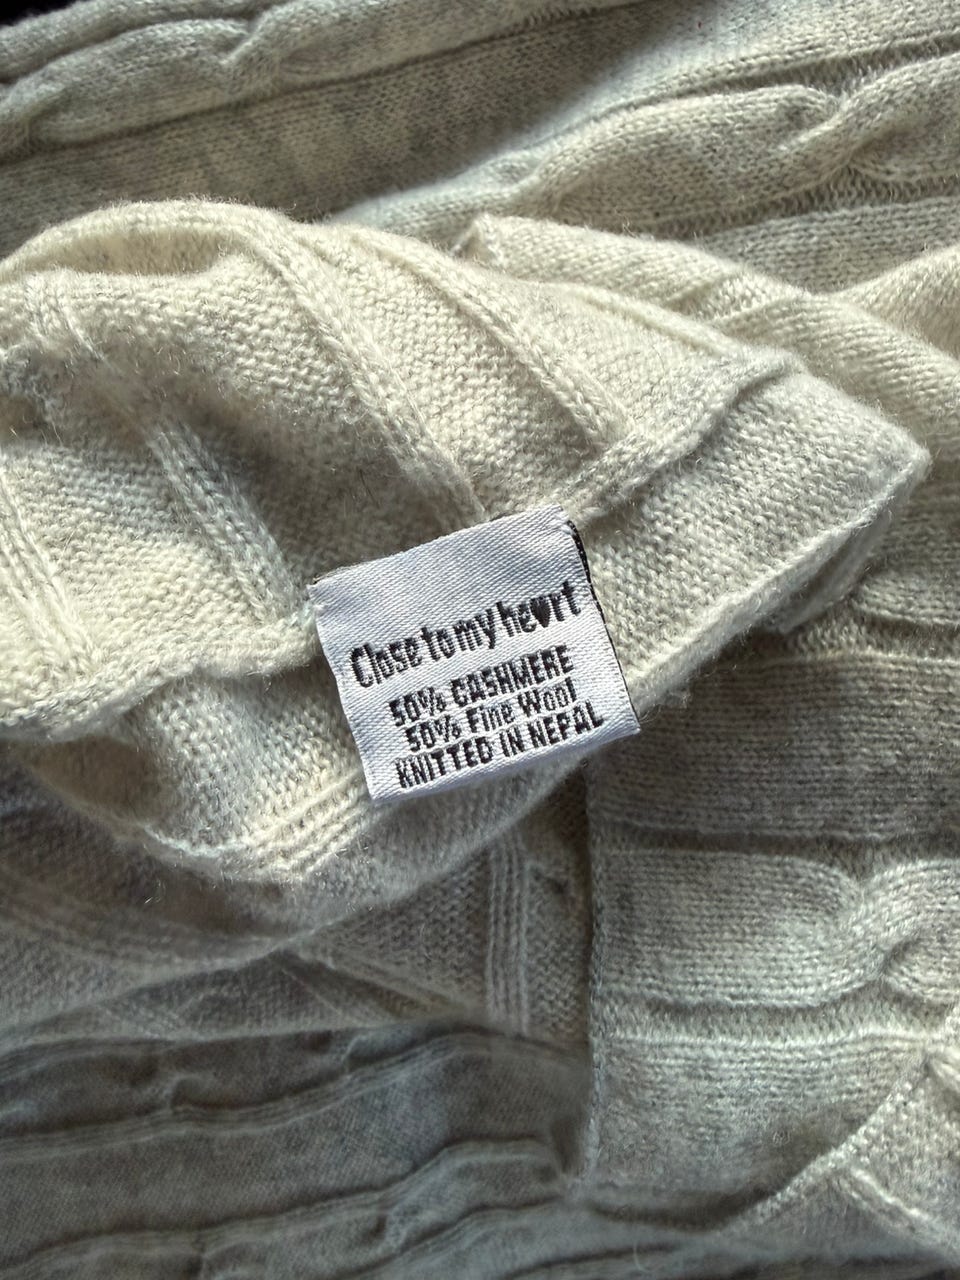 Close to my heart
50% CASHMERE
50% Fine Wool
KNITTED IN NEPAL